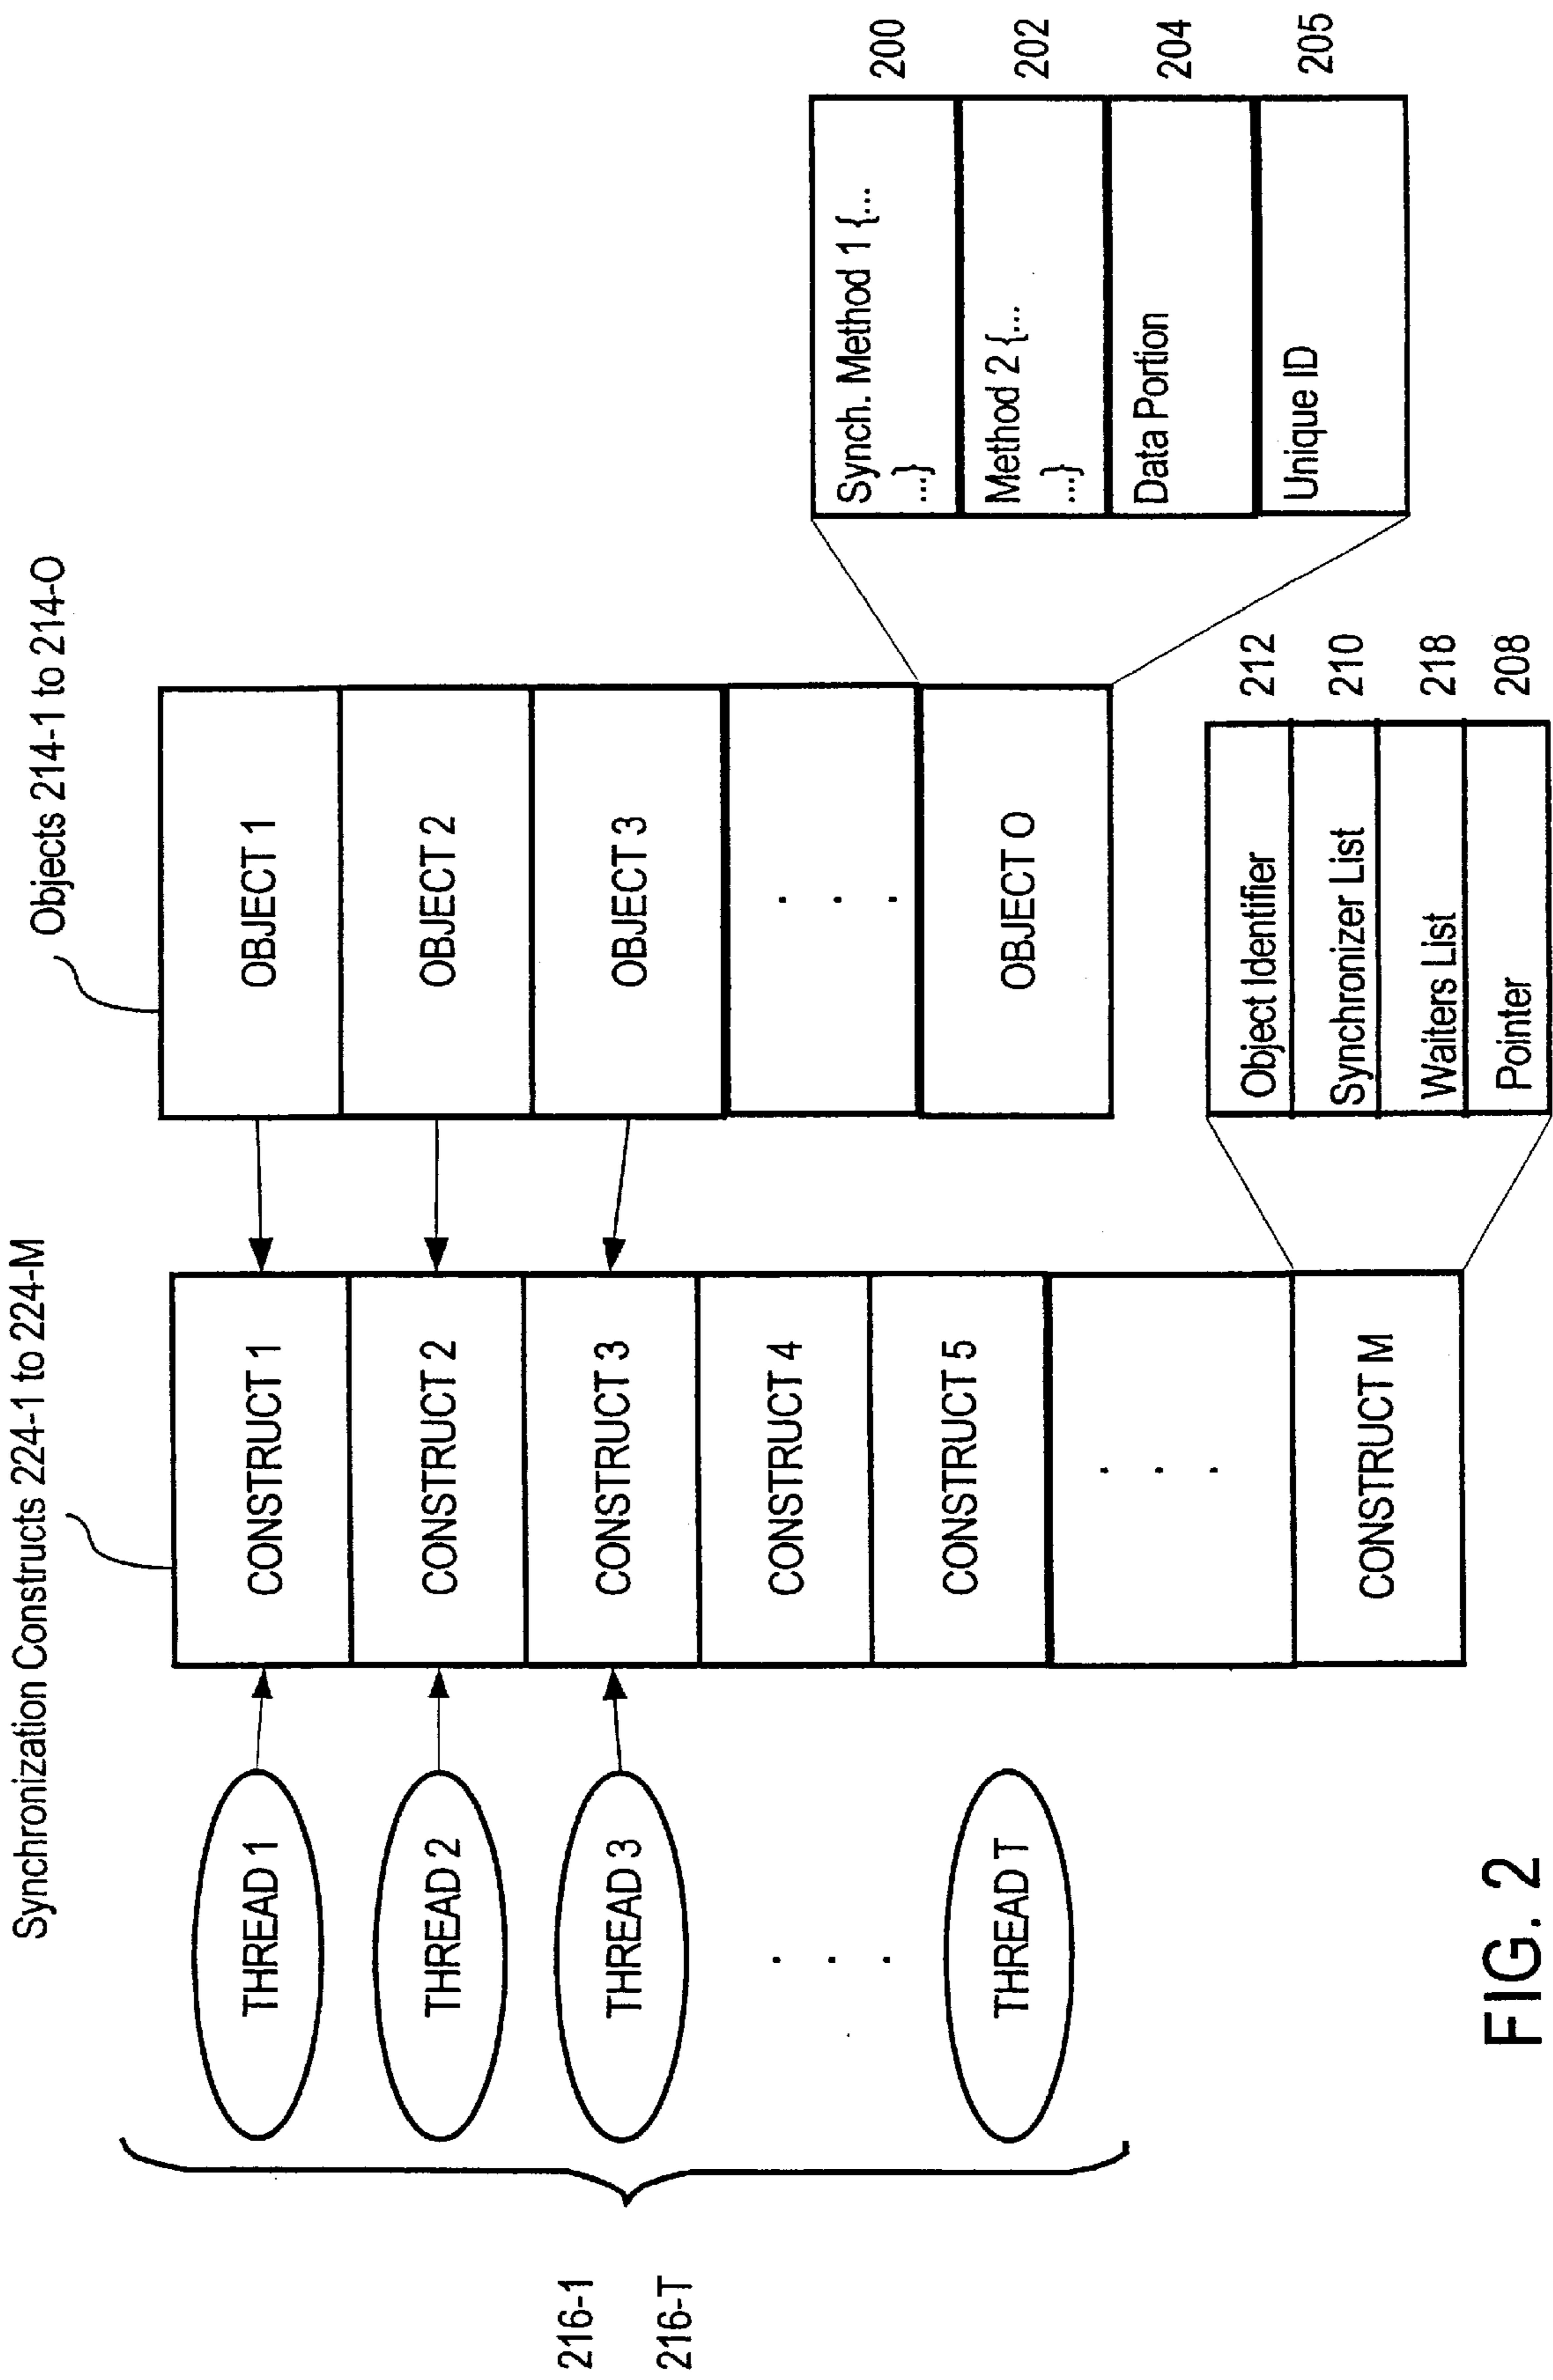 Synchronization Constructs 224-1 to 224-M
Objects 214-1 to 214-O
216-1
216-T
THREAD 1
THREAD 2
THREAD 3
. . .
THREAD T
CONSTRUCT 1
CONSTRUCT 2
CONSTRUCT 3
CONSTRUCT 4
CONSTRUCT 5
. . .
CONSTRUCT M
OBJECT 1
OBJECT 2
OBJECT 3
. . .
OBJECT O
Object Identifier 212
Synchronizer List 210
Waiters List 218
Pointer 208
Synch. Method 1 {... 200
...}
Method 2 {... 202
...}
Data Portion 204
Unique ID 205
FIG. 2